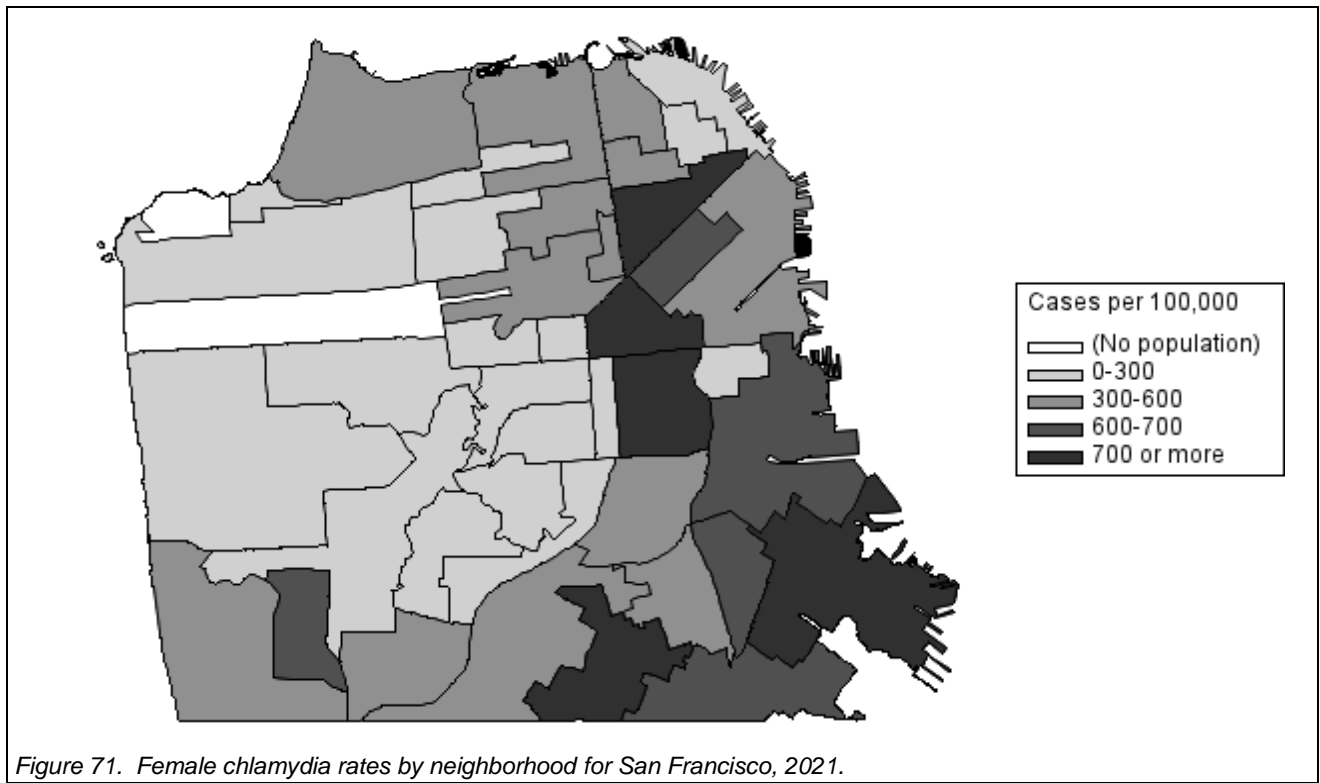 Cases per 100,000
(No population)
0-300
300-600
600-700
700 or more
Figure 71. Female chlamydia rates by neighborhood for San Francisco, 2021.